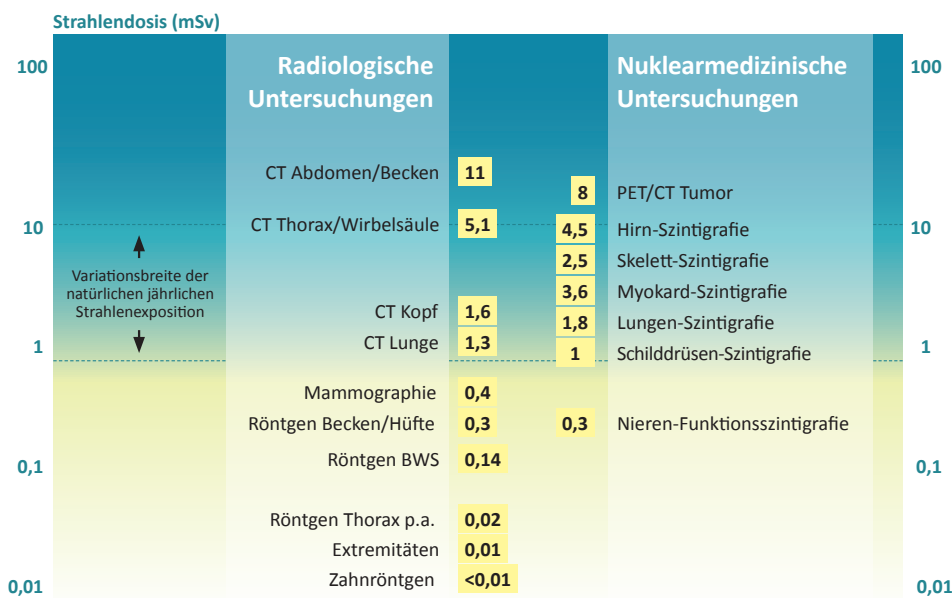 Strahlendosis (mSv)
100
10
1
0,1
0,01
Variationsbreite der
natürlichen jährlichen
Strahlenexposition
Radiologische
Untersuchungen
CT Abdomen/Becken 11
CT Thorax/Wirbelsäule 5,1
CT Kopf 1,6
CT Lunge 1,3
Mammographie 0,4
Röntgen Becken/Hüfte 0,3
Röntgen BWS 0,14
Röntgen Thorax p.a. 0,02
Extremitäten 0,01
Zahnröntgen <0,01
Nuklearmedizinische
Untersuchungen
8 PET/CT Tumor
4,5 Hirn-Szintigrafie
2,5 Skelett-Szintigrafie
3,6 Myokard-Szintigrafie
1,8 Lungen-Szintigrafie
1 Schilddrüsen-Szintigrafie
0,3 Nieren-Funktionsszintigrafie
100
10
1
0,1
0,01